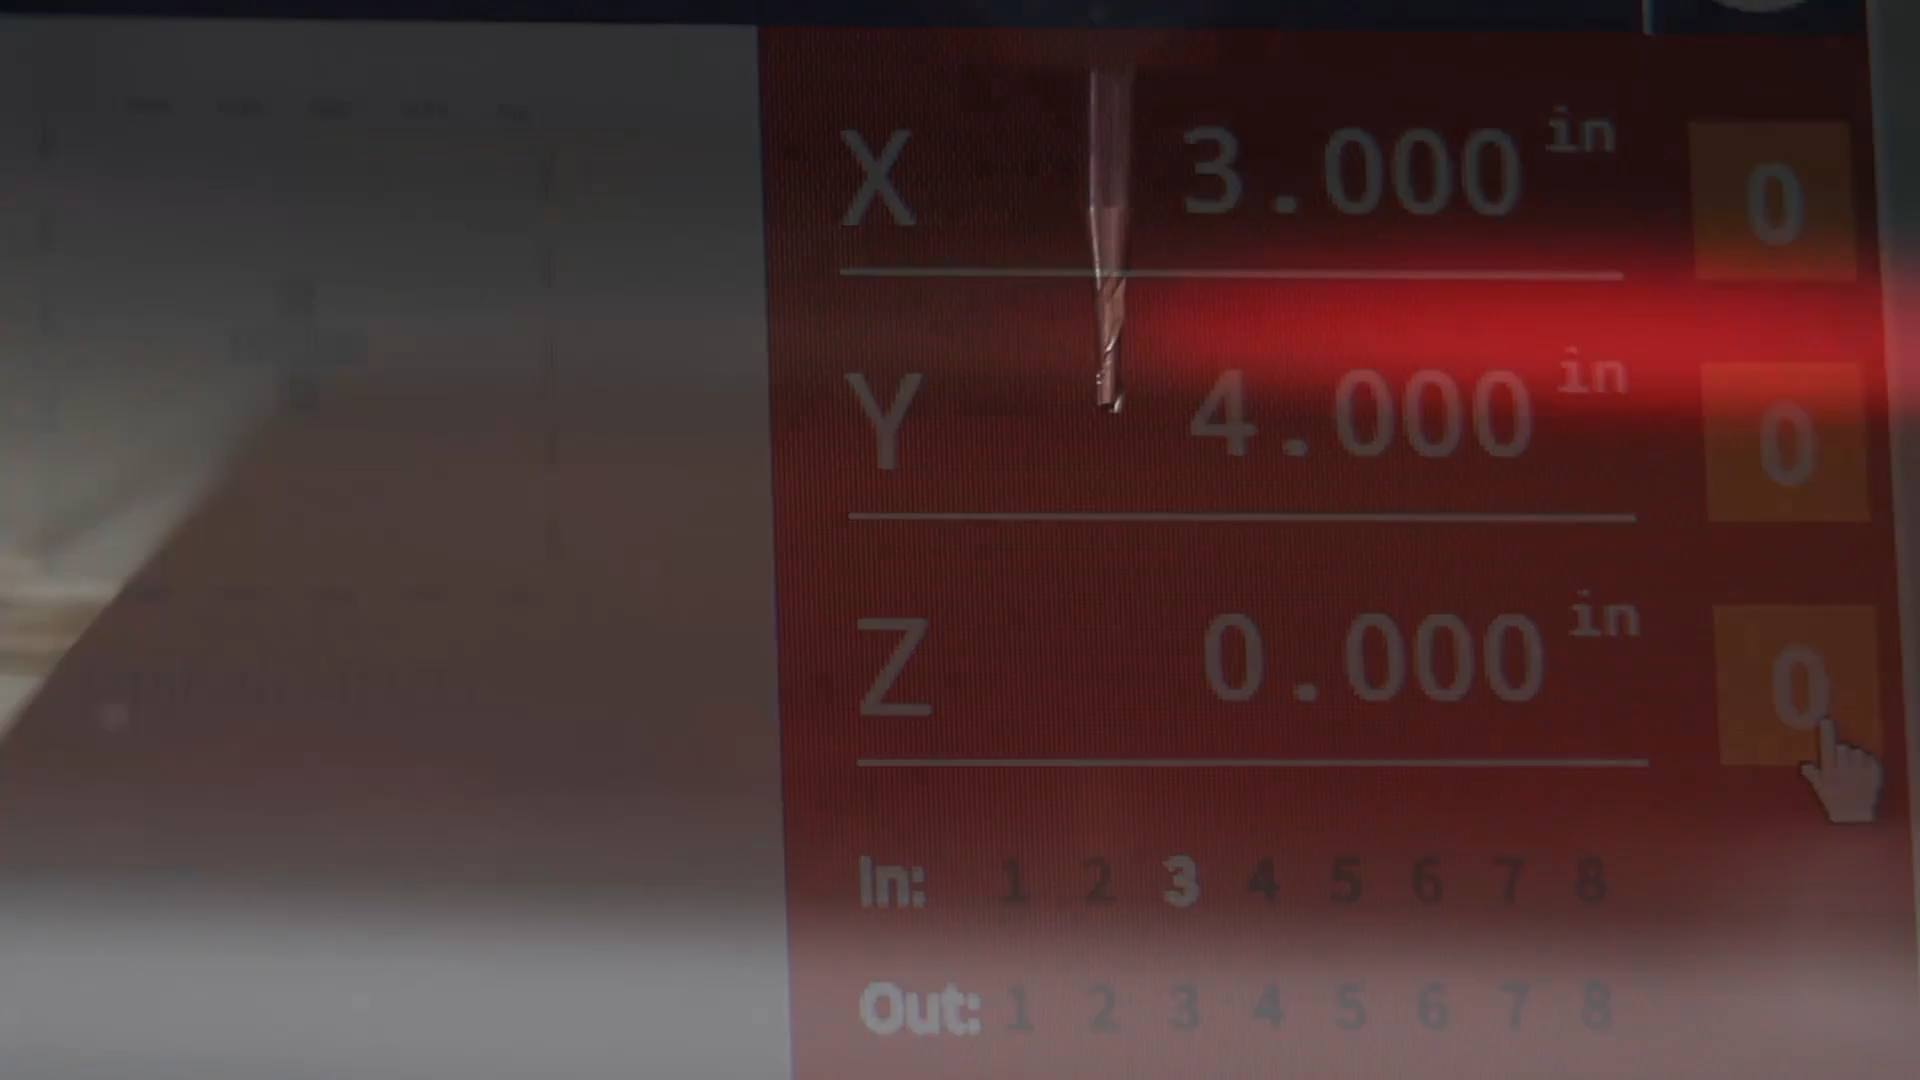 X 3.000 in 0
Y 4.000 in 0
Z 0.000 in 0
In: 1 2 3 4 5 6 7 8
Out: 1 2 3 4 5 6 7 8